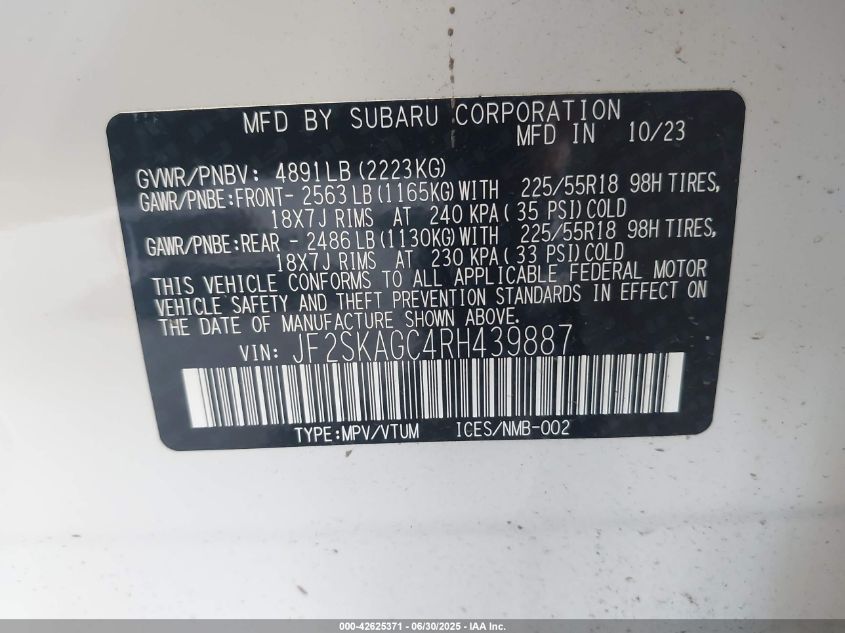 MFD BY SUBARU CORPORATION
MFD IN 10/23
GVWR/PNBV: 4891LB(2223KG)
GAWR/PNBE:FRONT- 2563LB(1165KG)WITH 225/55R18 98H TIRES,
18X7J RIMS AT 240 KPA(35 PSI)COLD
GAWR/PNBE:REAR - 2486LB(1130KG)WITH 225/55R18 98H TIRES,
18X7J RIMS AT 230 KPA(33 PSI)COLD
THIS VEHICLE CONFORMS TO ALL APPLICABLE FEDERAL MOTOR
VEHICLE SAFETY AND THEFT PREVENTION STANDARDS IN EFFECT ON
THE DATE OF MANUFACTURE SHOWN ABOVE.
VIN: JF2SKAGC4RH439887
TYPE:MPV/VTUM ICES/NMB-002
000-42625371 - 06/30/2025 - IAA Inc.